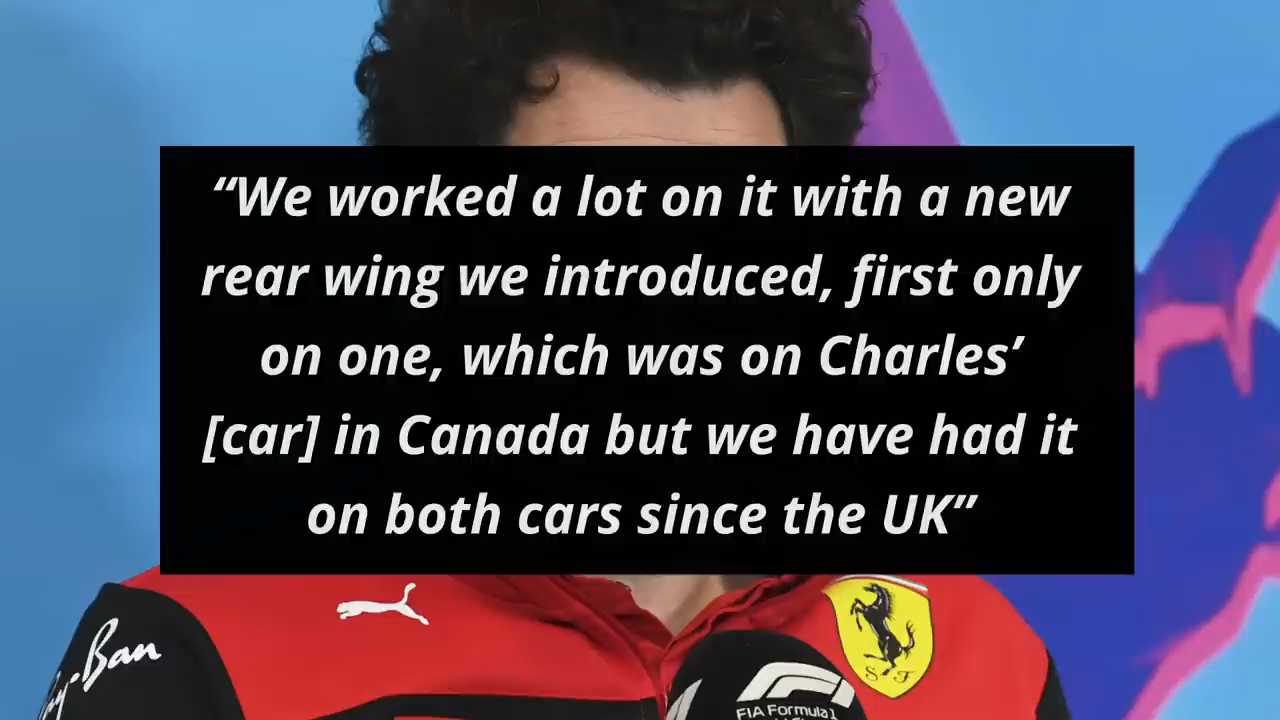 “We worked a lot on it with a new
rear wing we introduced, first only
on one, which was on Charles’
[car] in Canada but we have had it
on both cars since the UK”
Ban
S F
FIA Formula 1